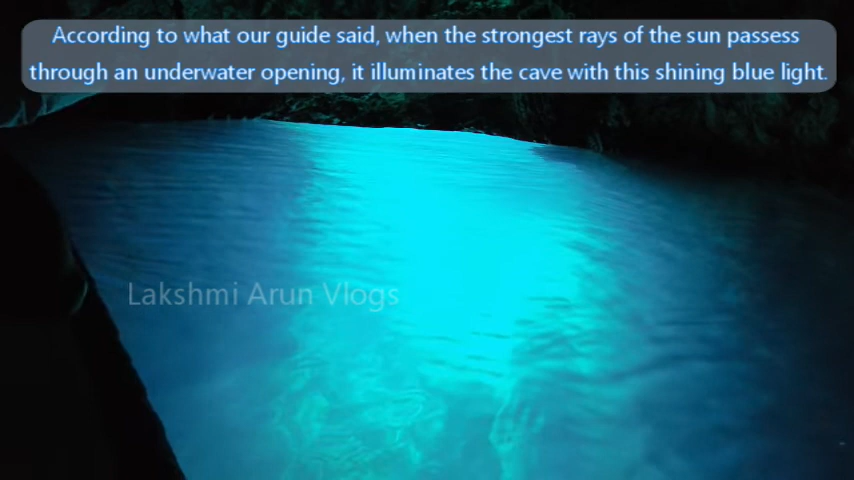 According to what our guide said, when the strongest rays of the sun passess
through an underwater opening, it illuminates the cave with this shining blue light.
Lakshmi Arun Vlogs